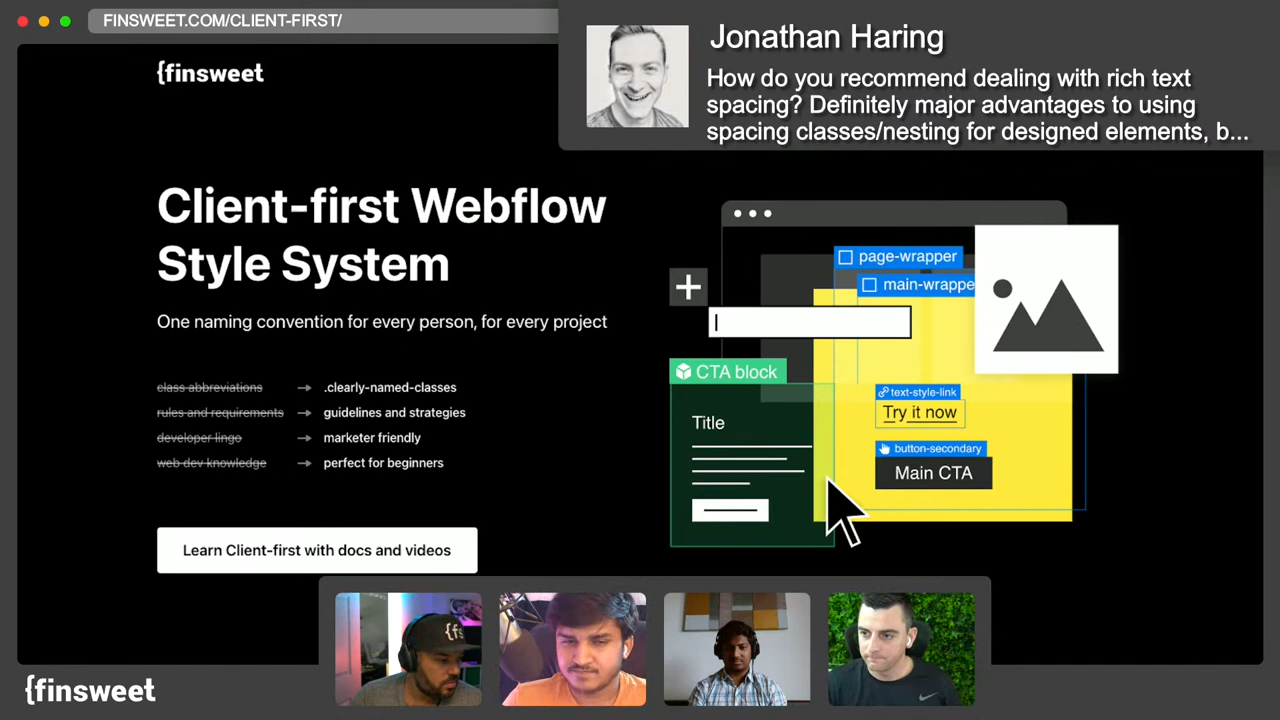 FINSWEET.COM/CLIENT-FIRST/
Jonathan Haring
How do you recommend dealing with rich text
spacing? Definitely major advantages to using
spacing classes/nesting for designed elements, b...
{finsweet
Client-first Webflow
Style System
One naming convention for every person, for every project
class abbreviations → .clearly-named-classes
rules and requirements → guidelines and strategies
developer lingo → marketer friendly
web dev knowledge → perfect for beginners
Learn Client-first with docs and videos
page-wrapper
main-wrappe
CTA block
Title
text-style-link
Try it now
button-secondary
Main CTA
{fs
{finsweet